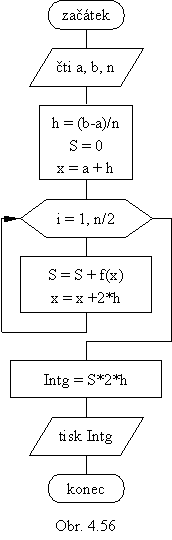 začátek
čti a, b, n
h = (b-a)/n
S = 0
x = a + h
i = 1, n/2
S = S + f(x)
x = x +2*h
Intg = S*2*h
tisk Intg
konec
Obr. 4.56